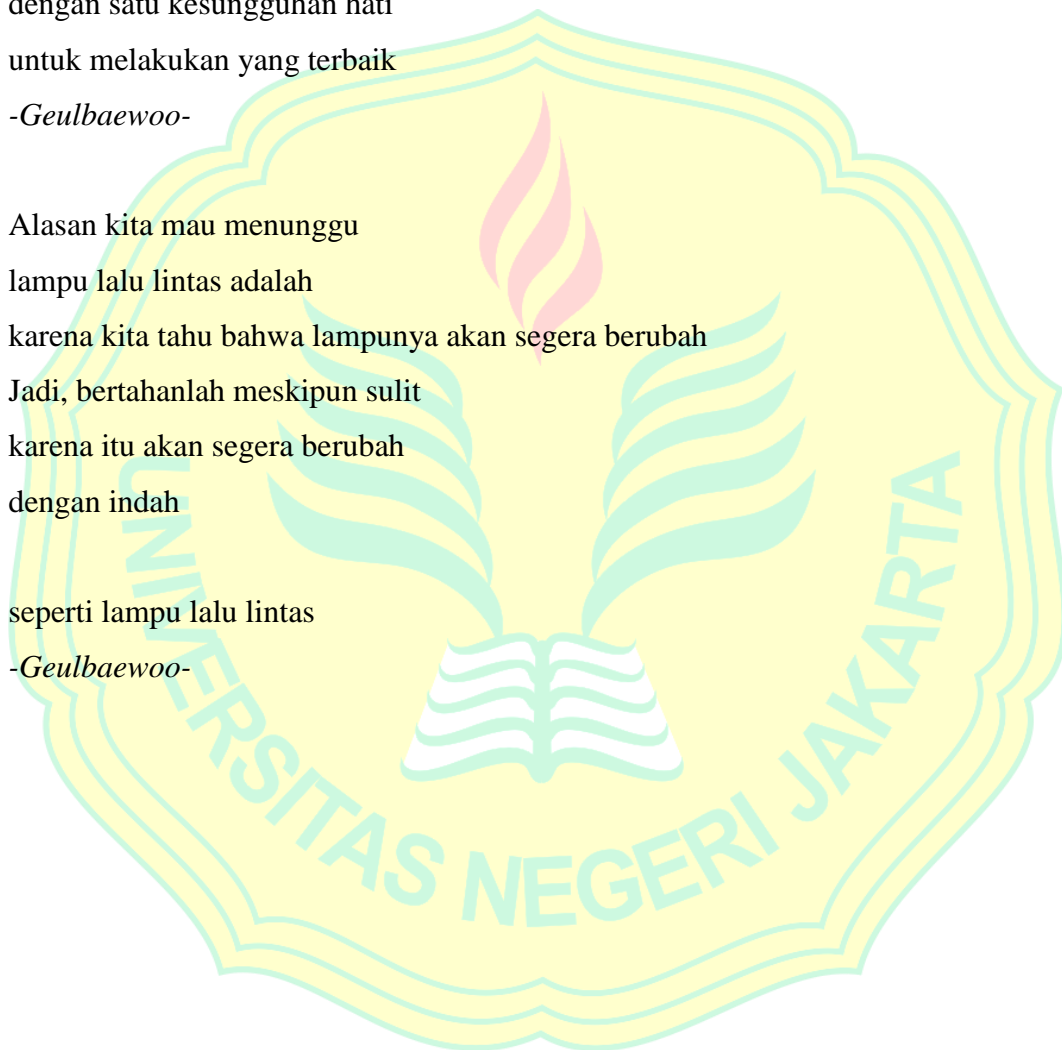 dengan satu kesungguhan hati
untuk melakukan yang terbaik
-Geulbaewoo-
Alasan kita mau menunggu
lampu lalu lintas adalah
karena kita tahu bahwa lampunya akan segera berubah
Jadi, bertahanlah meskipun sulit
karena itu akan segera berubah
dengan indah
seperti lampu lalu lintas
-Geulbaewoo-
UNIVERSITAS NEGERI JAKARTA